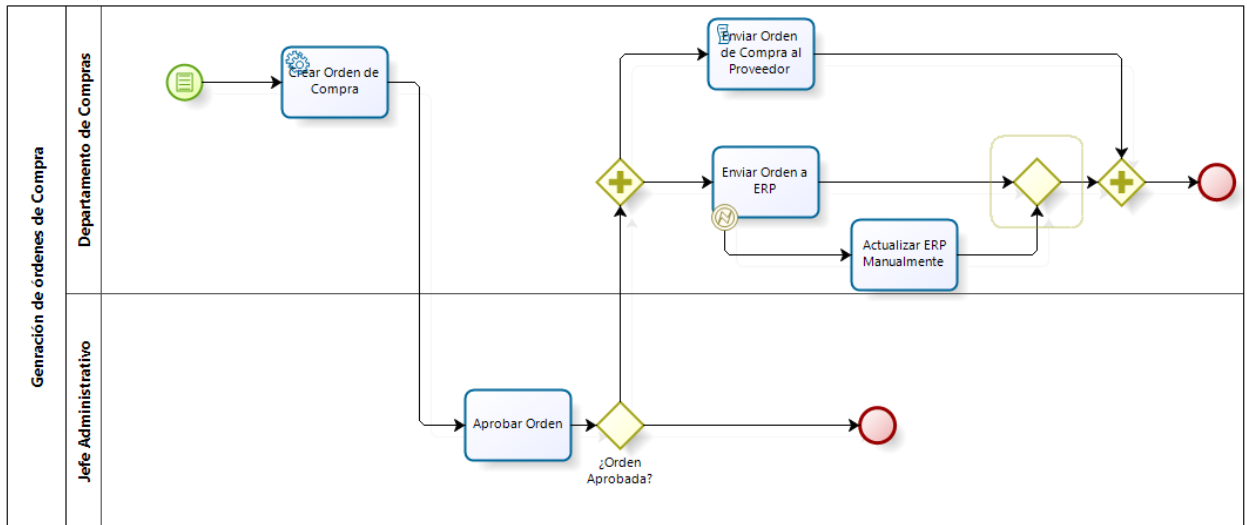 Genración de órdenes de Compra
Departamento de Compras
Crear Orden de
Compra
Enviar Orden
de Compra al
Proveedor
Enviar Orden a
ERP
Actualizar ERP
Manualmente
Jefe Administrativo
Aprobar Orden
¿Orden
Aprobada?